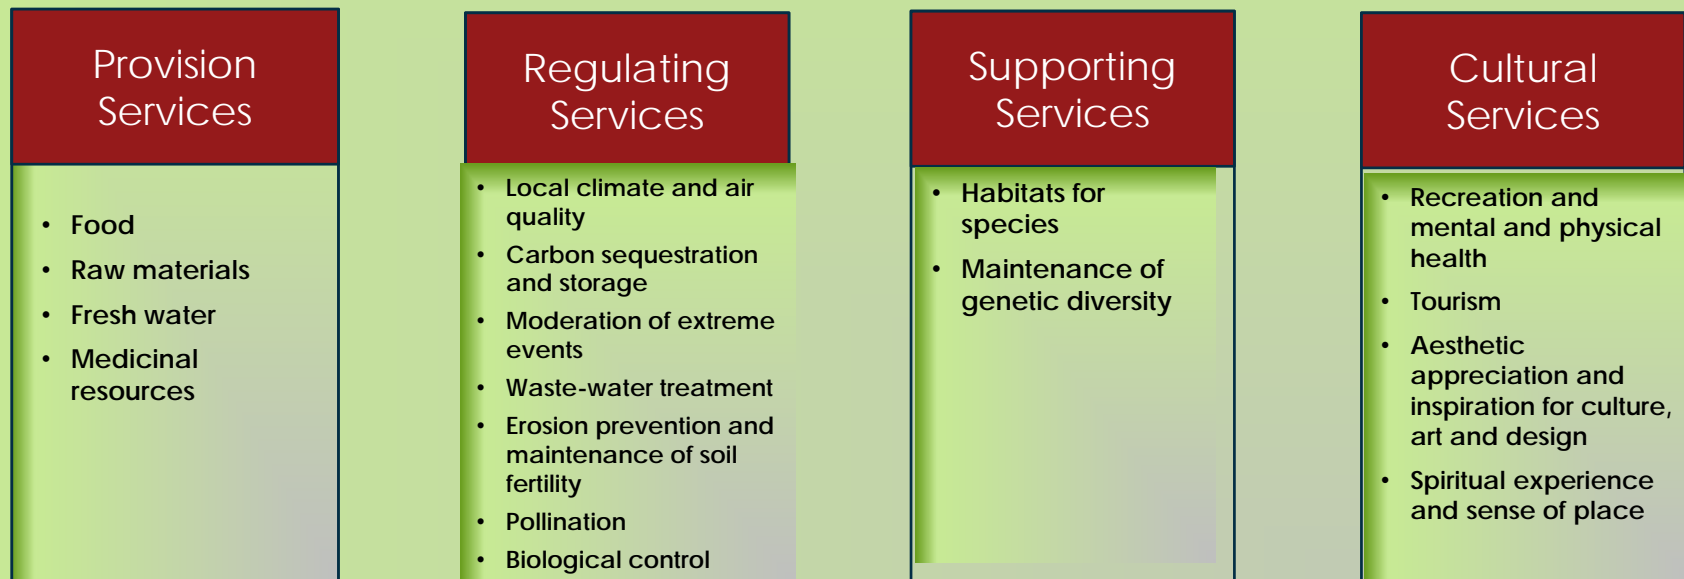 Provision
Services
• Food
• Raw materials
• Fresh water
• Medicinal
resources
Regulating
Services
• Local climate and air
quality
• Carbon sequestration
and storage
• Moderation of extreme
events
• Waste-water treatment
• Erosion prevention and
maintenance of soil
fertility
• Pollination
• Biological control
Supporting
Services
• Habitats for
species
• Maintenance of
genetic diversity
Cultural
Services
• Recreation and
mental and physical
health
• Tourism
• Aesthetic
appreciation and
inspiration for culture,
art and design
• Spiritual experience
and sense of place